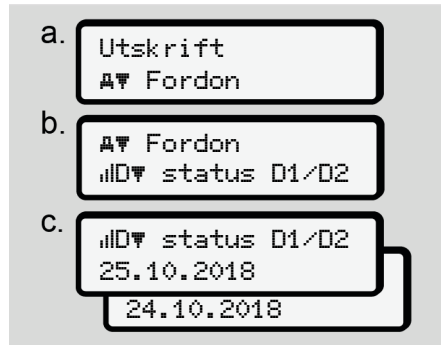 a.
Utskrift
Fordon
b.
Fordon
D status D1/D2
c.
D status D1/D2
25.10.2018
24.10.2018